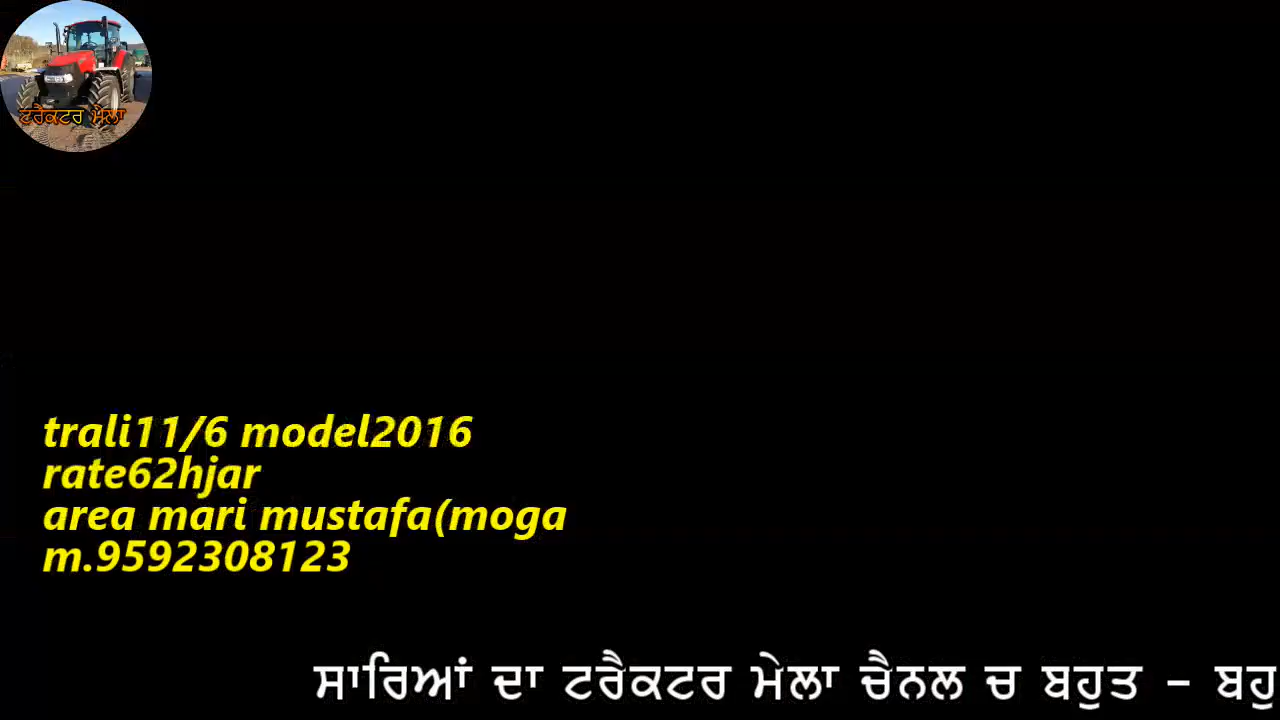 ਟਰੈਕਟਰ ਮੇਲਾ
trali11/6 model2016
rate62hjar
area mari mustafa(moga
m.9592308123
ਸਾਰਿਆਂ ਦਾ ਟਰੈਕਟਰ ਮੇਲਾ ਚੈਨਲ ਚ ਬਹੁਤ - ਬਹੁ